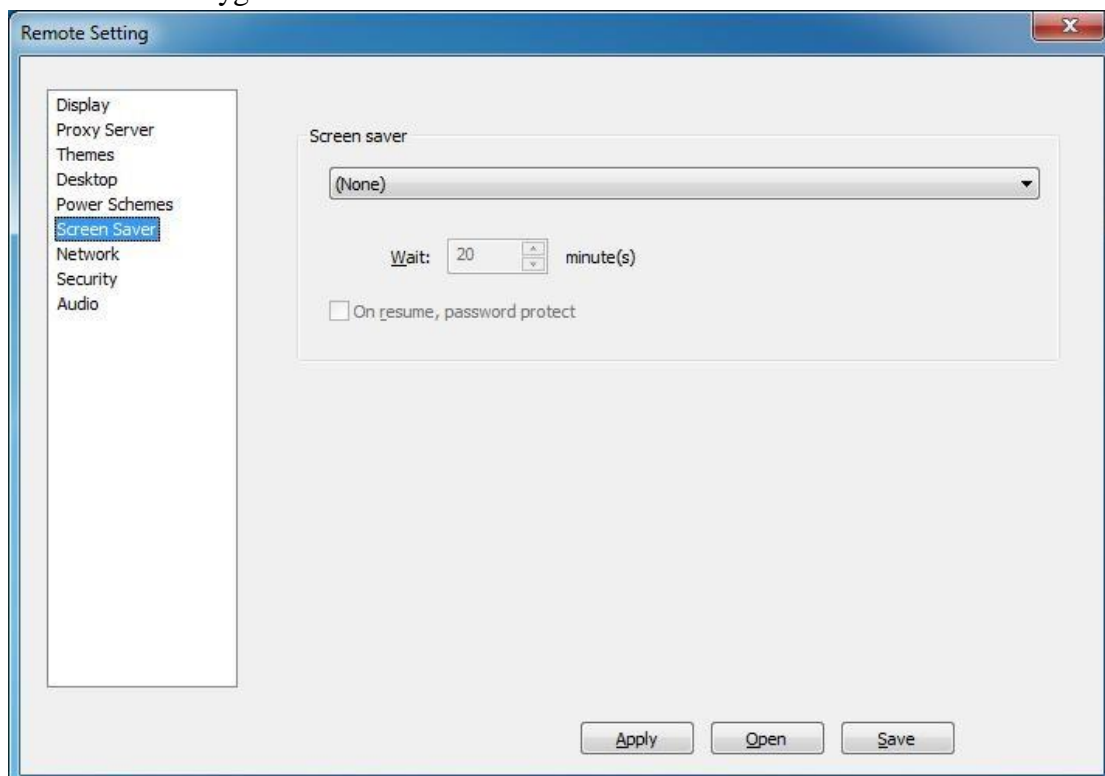 Remote Setting
Display
Proxy Server
Themes
Desktop
Power Schemes
Screen Saver
Network
Security
Audio
Screen saver
(None)
Wait: 20 minute(s)
On resume, password protect
Apply Open Save